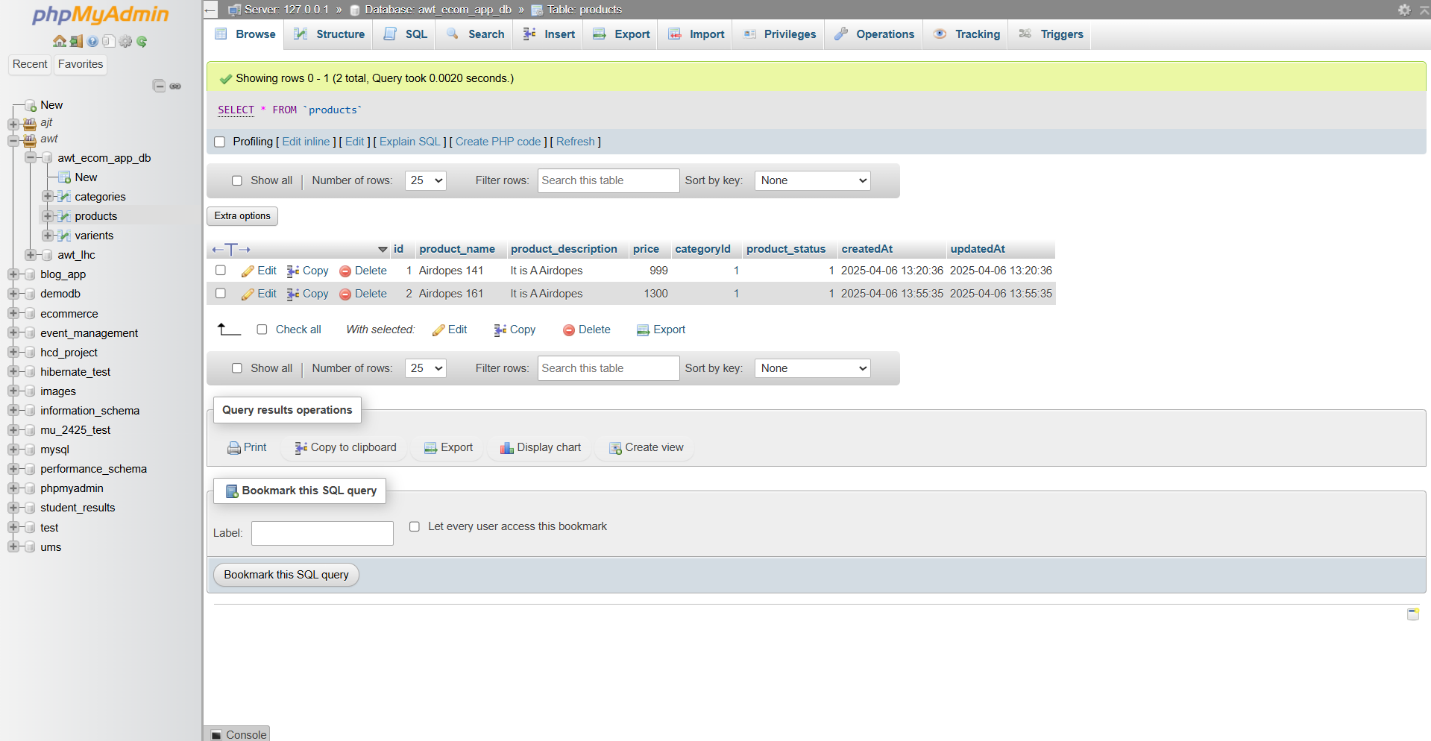 phpMyAdmin
Recent Favorites
New
ajt
awt
awt_ecom_app_db
New
categories
products
varients
awt_lhc
blog_app
demodb
ecommerce
event_management
hcd_project
hibernate_test
images
information_schema
mu_2425_test
mysql
performance_schema
phpmyadmin
student_results
test
ums
Server: 127.0.0.1 » Database: awt_ecom_app_db » Table: products
Browse Structure SQL Search Insert Export Import Privileges Operations Tracking Triggers
Showing rows 0 - 1 (2 total, Query took 0.0020 seconds.)
SELECT * FROM `products`
Profiling [ Edit inline ] [ Edit ] [ Explain SQL ] [ Create PHP code ] [ Refresh ]
Show all Number of rows: 25 Filter rows: Search this table Sort by key: None
Extra options
←T→ id product_name product_description price categoryId product_status createdAt updatedAt
Edit Copy Delete 1 Airdopes 141 It is A Airdopes 999 1 1 2025-04-06 13:20:36 2025-04-06 13:20:36
Edit Copy Delete 2 Airdopes 161 It is A Airdopes 1300 1 1 2025-04-06 13:55:35 2025-04-06 13:55:35
Check all With selected: Edit Copy Delete Export
Show all Number of rows: 25 Filter rows: Search this table Sort by key: None
Query results operations
Print Copy to clipboard Export Display chart Create view
Bookmark this SQL query
Label: Let every user access this bookmark
Bookmark this SQL query
Console